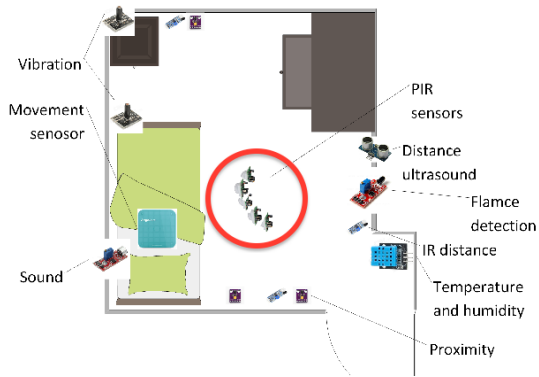 Vibration
Movement
senosor
Sound
PIR
sensors
Distance
ultrasound
Flamce
detection
IR distance
Temperature
and humidity
Proximity